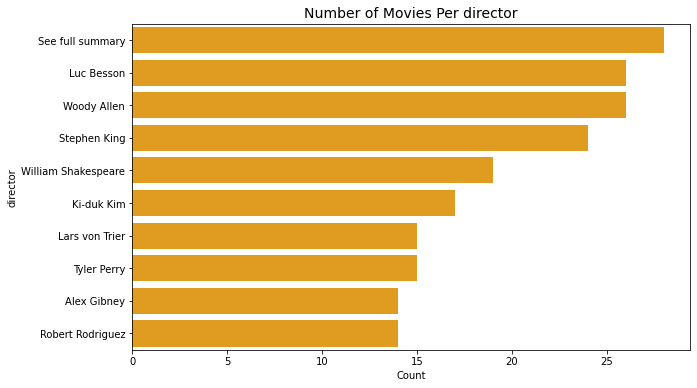 Number of Movies Per director
See full summary
Luc Besson
Woody Allen
Stephen King
William Shakespeare
Ki-duk Kim
Lars von Trier
Tyler Perry
Alex Gibney
Robert Rodriguez
director
0 5 10 15 20 25
Count